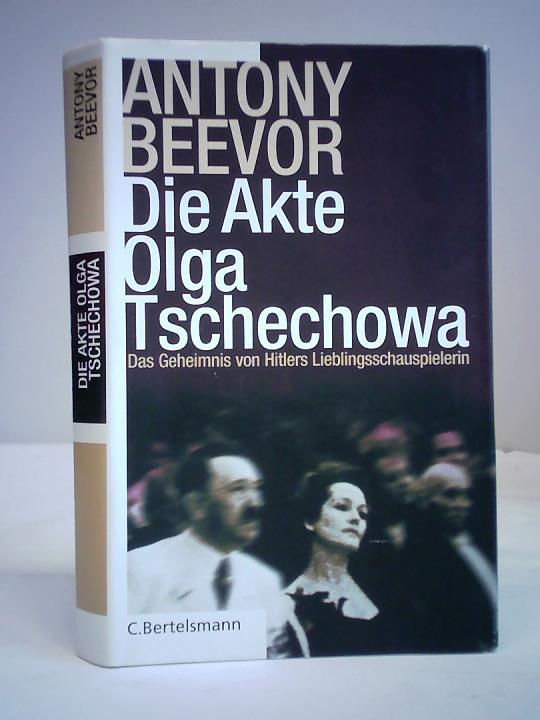 ANTONY
BEEVOR
DIE AKTE OLGA
TSCHECHOWA
ANTONY
BEEVOR
Die Akte
Olga
Tschechowa
Das Geheimnis von Hitlers Lieblingsschauspielerin
C.Bertelsmann